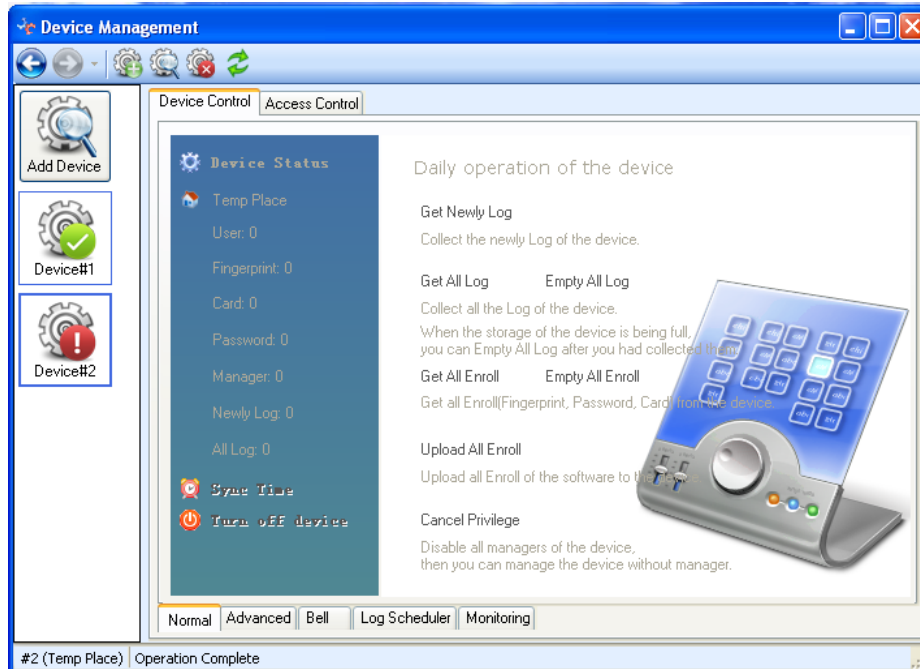 Device Management
Add Device
Device#1
Device#2
Device Control
Access Control
Device Status
Temp Place
User: 0
Fingerprint: 0
Card: 0
Password: 0
Manager: 0
Newly Log: 0
All Log: 0
Sync Time
Turn off device
Daily operation of the device
Get Newly Log
Collect the newly Log of the device.
Get All Log
Empty All Log
Collect all the Log of the device.
When the storage of the device is being full,
you can Empty All Log after you had collected them.
Get All Enroll
Empty All Enroll
Get all Enroll(Fingerprint, Password, Card) from the device.
Upload All Enroll
Upload all Enroll of the software to the
Cancel Privilege
Disable all managers of the device,
then you can manage the device without manager.
Normal
Advanced
Bell
Log Scheduler
Monitoring
#2 (Temp Place)
Operation Complete